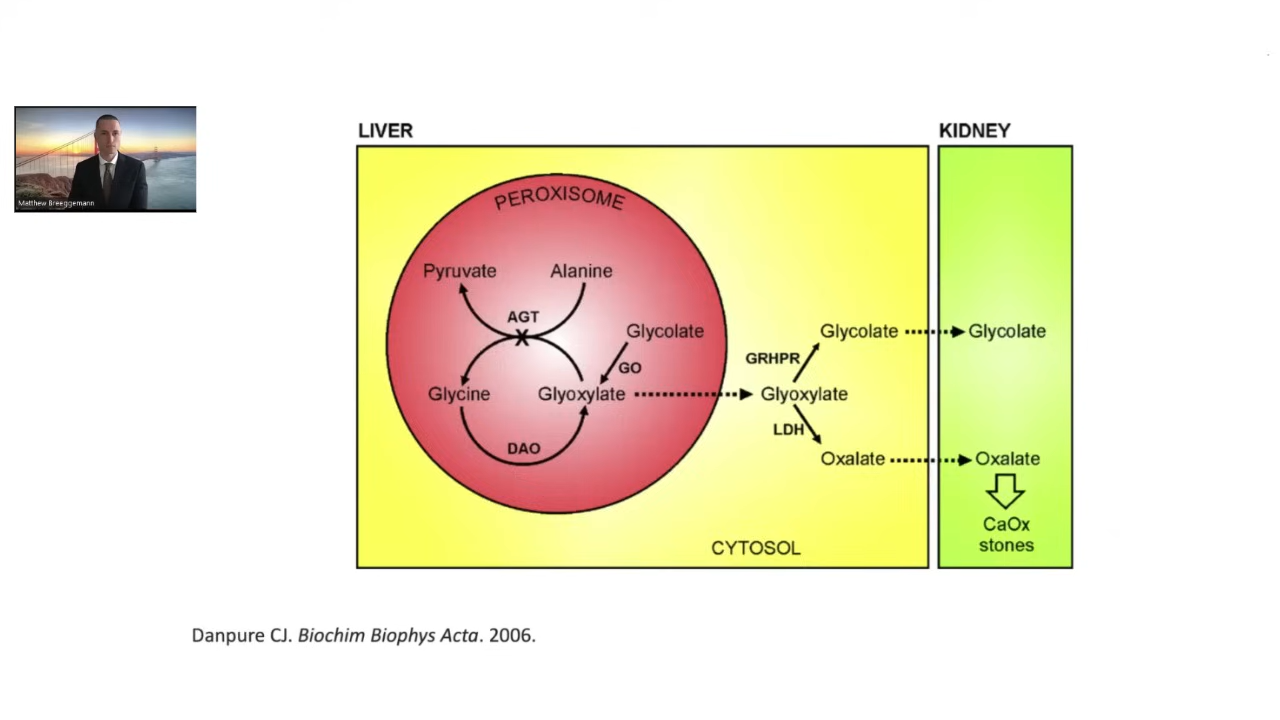 Matthew Breeggemann
LIVER
KIDNEY
PEROXISOME
Pyruvate
Alanine
AGT
X
Glycolate
GO
Glycine
Glyoxylate
DAO
GRHPR
Glycolate
Glyoxylate
LDH
Oxalate
CYTOSOL
Glycolate
Oxalate
CaOx
stones
Danpure CJ. Biochim Biophys Acta. 2006.